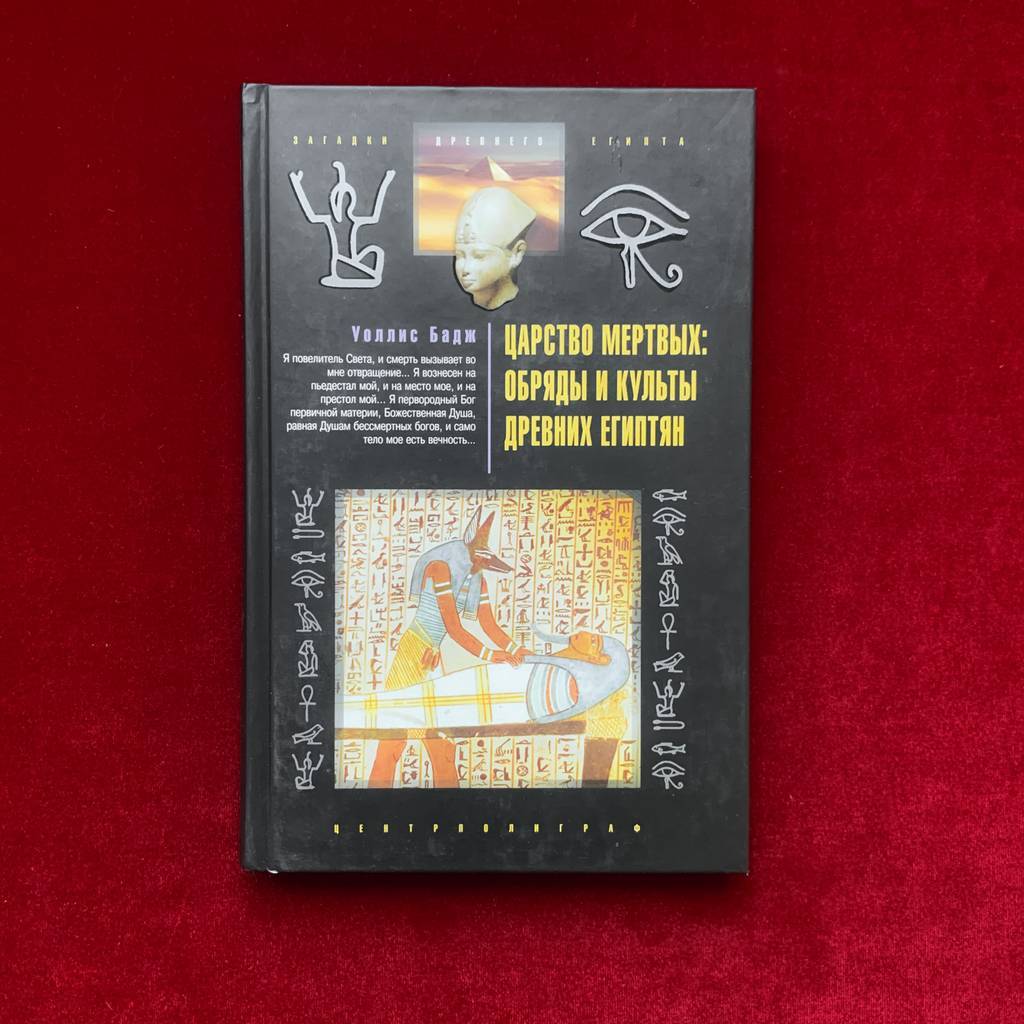 ЗАГАДКИ ДРЕВНЕГО ЕГИПТА
Уоллис Бадж
Я повелитель Света, и смерть вызывает во
мне отвращение... Я вознесен на
пьедестал мой, и на место мое, и на
престол мой... Я первородный Бог
первичной материи, Божественная Душа,
равная Душам бессмертных богов, и само
тело мое есть вечность...
ЦАРСТВО МЕРТВЫХ:
ОБРЯДЫ И КУЛЬТЫ
ДРЕВНИХ ЕГИПТЯН
ЦЕНТРПОЛИГРАФ